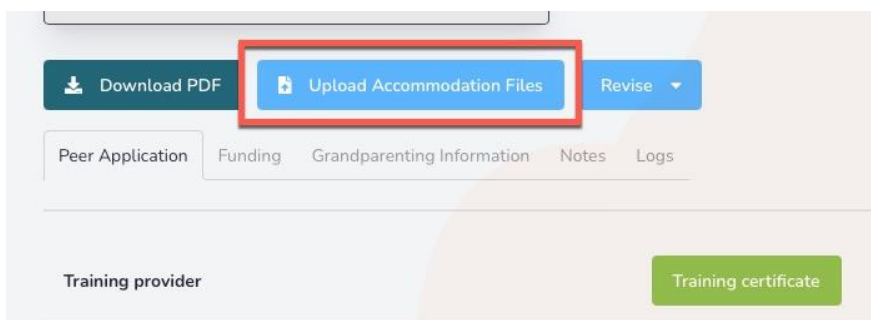 Download PDF Upload Accommodation Files Revise
Peer Application Funding Grandparenting Information Notes Logs
Training provider Training certificate